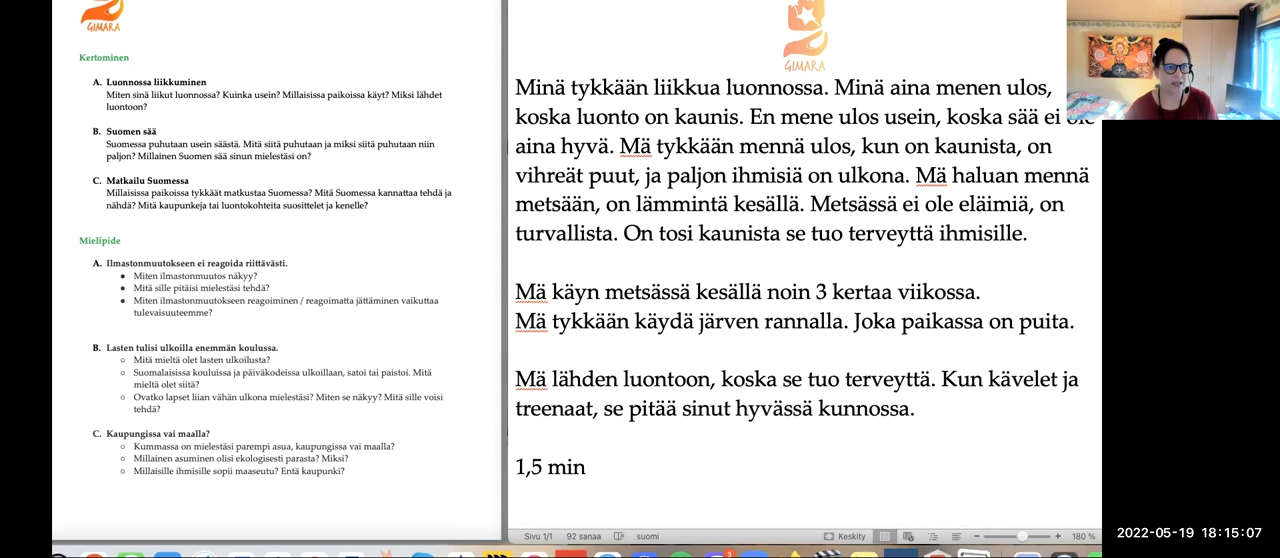 GIMARA
Kertominen
A. Luonnossa liikkuminen
Miten sinä liikut luonnossa? Kuinka usein? Millaisissa paikoissa käyt? Miksi lähdet
luontoon?
B. Suomen sää
Suomessa puhutaan usein säästä. Mitä siitä puhutaan ja miksi siitä puhutaan niin
paljon? Millainen Suomen sää sinun mielestäsi on?
C. Matkailu Suomessa
Millaisissa paikoissa tykkäät matkustaa Suomessa? Mitä Suomessa kannattaa tehdä ja
nähdä? Mitä kaupunkeja tai luontokohteita suosittelet ja kenelle?
Mielipide
A. Ilmastonmuutokseen ei reagoida riittävästi.
● Miten ilmastonmuutos näkyy?
● Mitä sille pitäisi mielestäsi tehdä?
● Miten ilmastonmuutokseen reagoiminen / reagoimatta jättäminen vaikuttaa
tulevaisuuteemme?
B. Lasten tulisi ulkoilla enemmän koulussa.
○ Mitä mieltä olet lasten ulkoilusta?
○ Suomalaisissa kouluissa ja päiväkodeissa ulkoillaan, satoi tai paistoi. Mitä
mieltä olet siitä?
○ Ovatko lapset liian vähän ulkona mielestäsi? Miten se näkyy? Mitä sille voisi
tehdä?
C. Kaupungissa vai maalla?
○ Kummassa on mielestäsi parempi asua, kaupungissa vai maalla?
○ Millainen asuminen olisi ekologisesti parasta? Miksi?
○ Millaisille ihmisille sopii maaseutu? Entä kaupunki?
GIMARA
Minä tykkään liikkua luonnossa. Minä aina menen ulos,
koska luonto on kaunis. En mene ulos usein, koska sää ei ole
aina hyvä. Mä tykkään mennä ulos, kun on kaunista, on
vihreät puut, ja paljon ihmisiä on ulkona. Mä haluan mennä
metsään, on lämmintä kesällä. Metsässä ei ole eläimiä, on
turvallista. On tosi kaunista se tuo terveyttä ihmisille.
Mä käyn metsässä kesällä noin 3 kertaa viikossa.
Mä tykkään käydä järven rannalla. Joka paikassa on puita.
Mä lähden luontoon, koska se tuo terveyttä. Kun kävelet ja
treenaat, se pitää sinut hyvässä kunnossa.
1,5 min
Sivu 1/1 92 sanaa suomi Keskity 180 %
2022-05-19 18:15:07